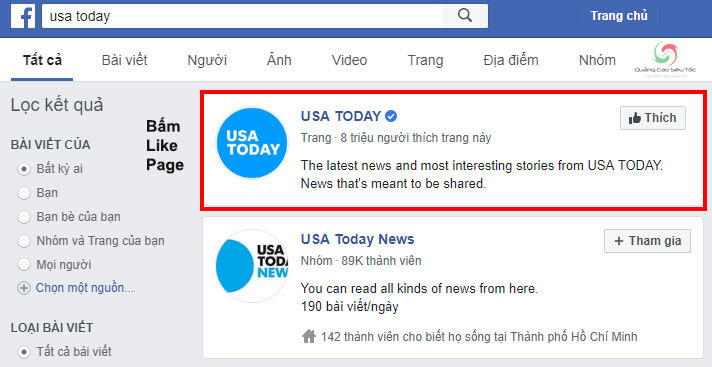 usa today
Trang chủ
Tất cả
Bài viết
Người
Ảnh
Video
Trang
Địa điểm
Nhóm
Quảng Cáo Siêu Tốc
Lọc kết quả
BÀI VIẾT CỦA
Bất kỳ ai
Bạn
Bạn bè của bạn
Nhóm và Trang của bạn
Mọi người
Chọn một nguồn...
LOẠI BÀI VIẾT
Tất cả bài viết
Bấm
Like
Page
USA
TODAY
USA TODAY
Thích
Trang · 8 triệu người thích trang này
The latest news and most interesting stories from USA TODAY.
News that's meant to be shared.
USA
TODA
NEW
USA Today News
+ Tham gia
Nhóm · 89K thành viên
You can read all kinds of news from here.
190 bài viết/ngày
142 thành viên cho biết họ sống tại Thành phố Hồ Chí Minh